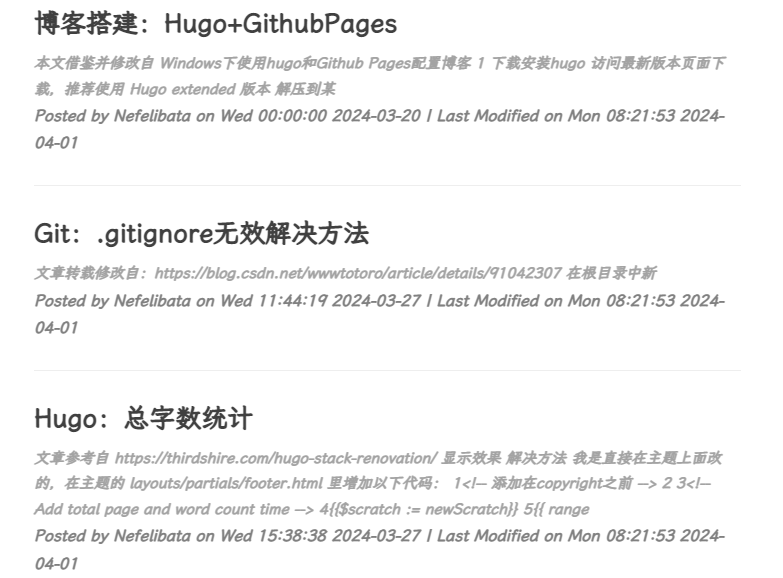 博客搭建：Hugo+GithubPages
本文借鉴并修改自 Windows下使用hugo和Github Pages配置博客 1 下载安装hugo 访问最新版本页面下
载，推荐使用 Hugo extended 版本 解压到某
Posted by Nefelibata on Wed 00:00:00 2024-03-20 | Last Modified on Mon 08:21:53 2024-
04-01
Git：.gitignore无效解决方法
文章转载修改自：https://blog.csdn.net/wwwtotoro/article/details/91042307 在根目录中新
Posted by Nefelibata on Wed 11:44:19 2024-03-27 | Last Modified on Mon 08:21:53 2024-
04-01
Hugo：总字数统计
文章参考自 https://thirdshire.com/hugo-stack-renovation/ 显示效果 解决方法 我是直接在主题上面改
的，在主题的 layouts/partials/footer.html 里增加以下代码： 1<!-- 添加在copyright之前 --> 2 3<!--
Add total page and word count time --> 4{{$scratch := newScratch}} 5{{ range
Posted by Nefelibata on Wed 15:38:38 2024-03-27 | Last Modified on Mon 08:21:53 2024-
04-01